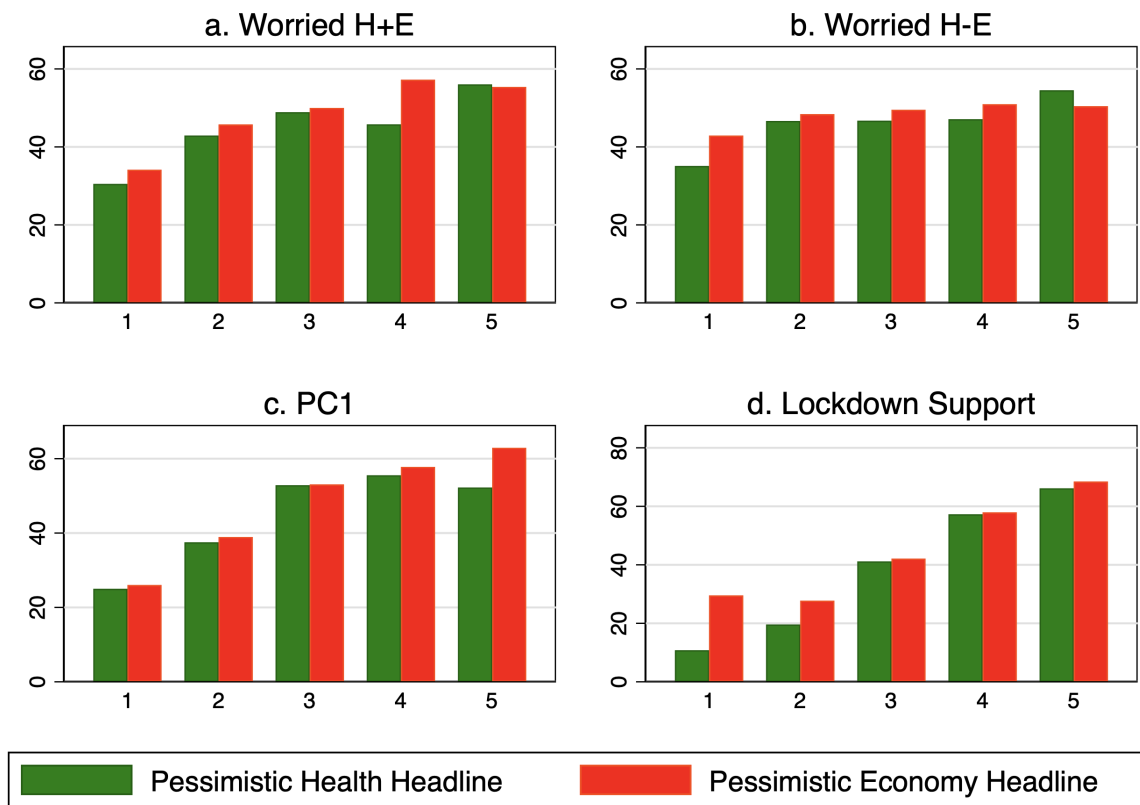 a. Worried H+E
60
40
20
0
1 2 3 4 5
b. Worried H-E
60
40
20
0
1 2 3 4 5
c. PC1
60
40
20
0
1 2 3 4 5
d. Lockdown Support
80
60
40
20
0
1 2 3 4 5
Pessimistic Health Headline
Pessimistic Economy Headline